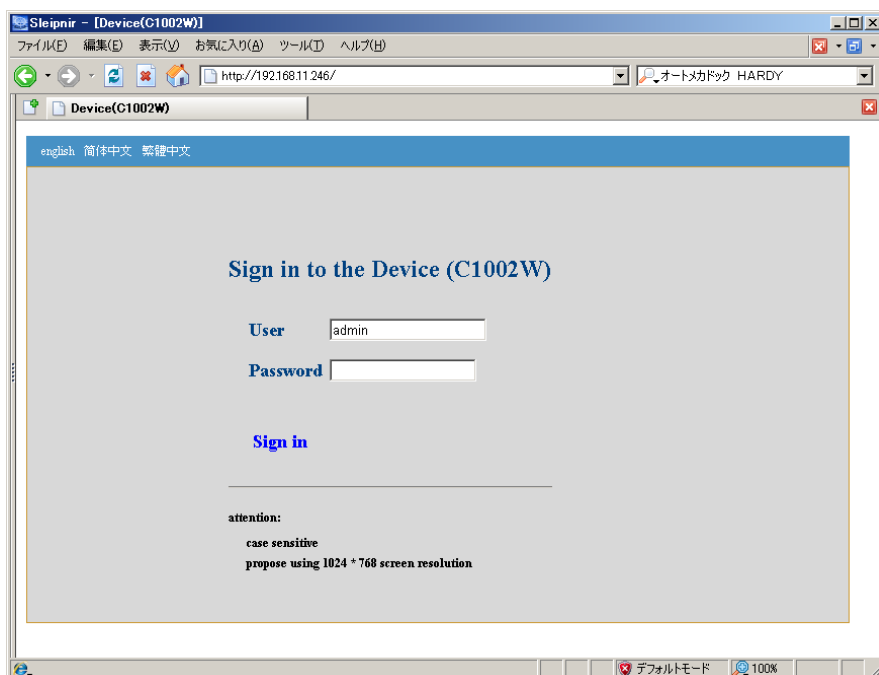 Sleipnir - [Device(C1002W)]
ファイル(F) 編集(E) 表示(V) お気に入り(A) ツール(T) ヘルプ(H)
http://192.168.11.246/
オートメカドック HARDY
Device(C1002W)
english 简体中文 繁體中文
Sign in to the Device (C1002W)
User admin
Password
Sign in
attention:
case sensitive
propose using 1024 * 768 screen resolution
デフォルトモード 100%